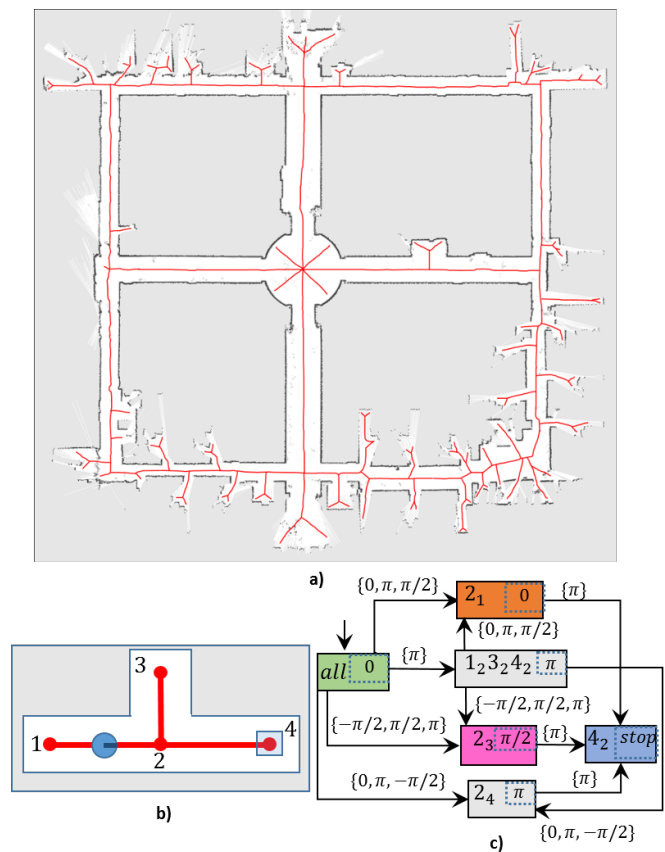 a)
{0, π, π/2}
2₁ 0
{π}
{0, π, π/2}
all 0
{π}
1₂3₂4₂ π
{−π/2, π/2, π}
{−π/2, π/2, π}
2₃ π/2
{π}
4₂ stop
{0, π, −π/2}
2₄ π
{π}
{0, π, −π/2}
c)
3
4
1
2
b)